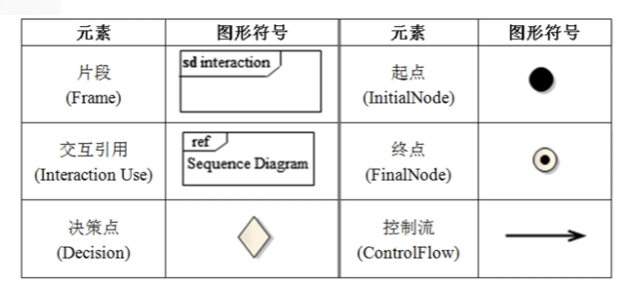 元素 图形符号 元素 图形符号
片段
(Frame)
sd interaction
起点
(InitialNode)
交互引用
(Interaction Use)
ref
Sequence Diagram
终点
(FinalNode)
决策点
(Decision)
控制流
(ControlFlow)